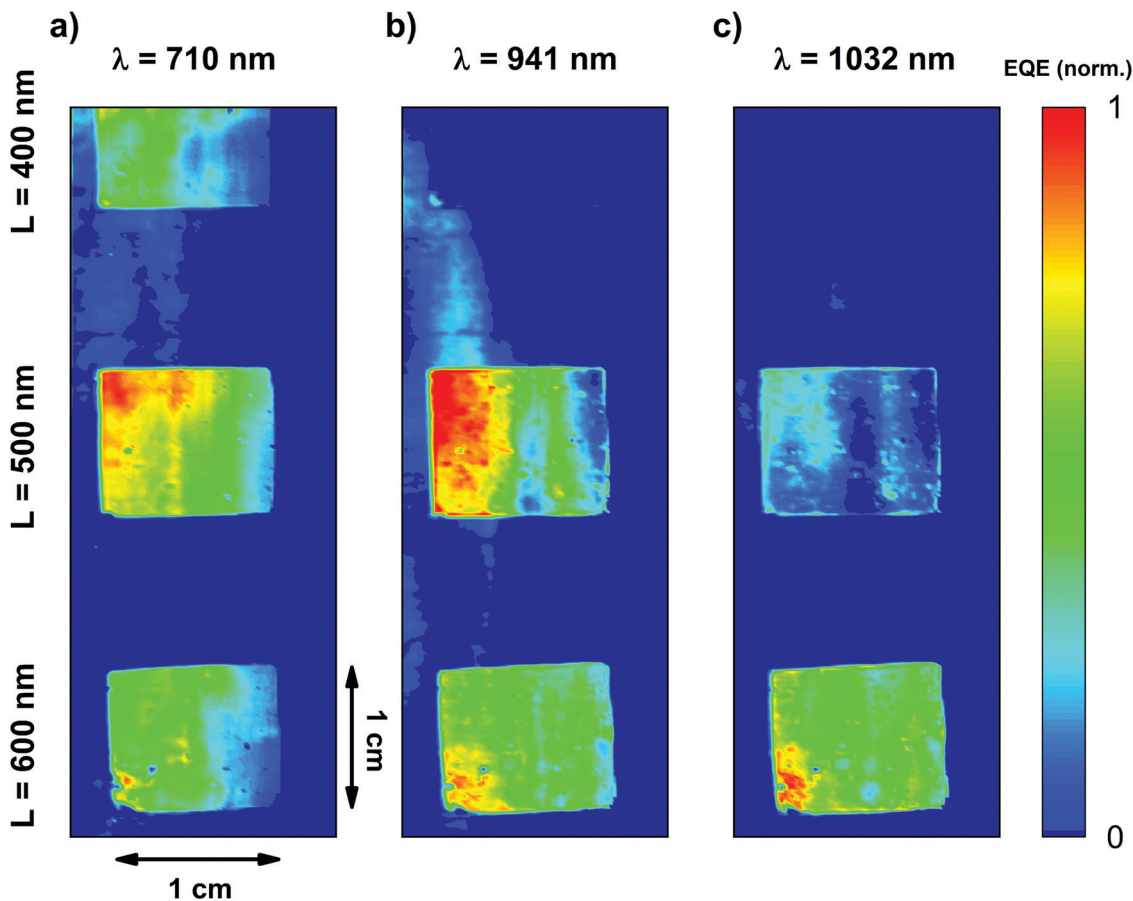 a)
λ = 710 nm
b)
λ = 941 nm
c)
λ = 1032 nm
EQE (norm.)
1
0
L = 400 nm
L = 500 nm
L = 600 nm
1 cm
1 cm